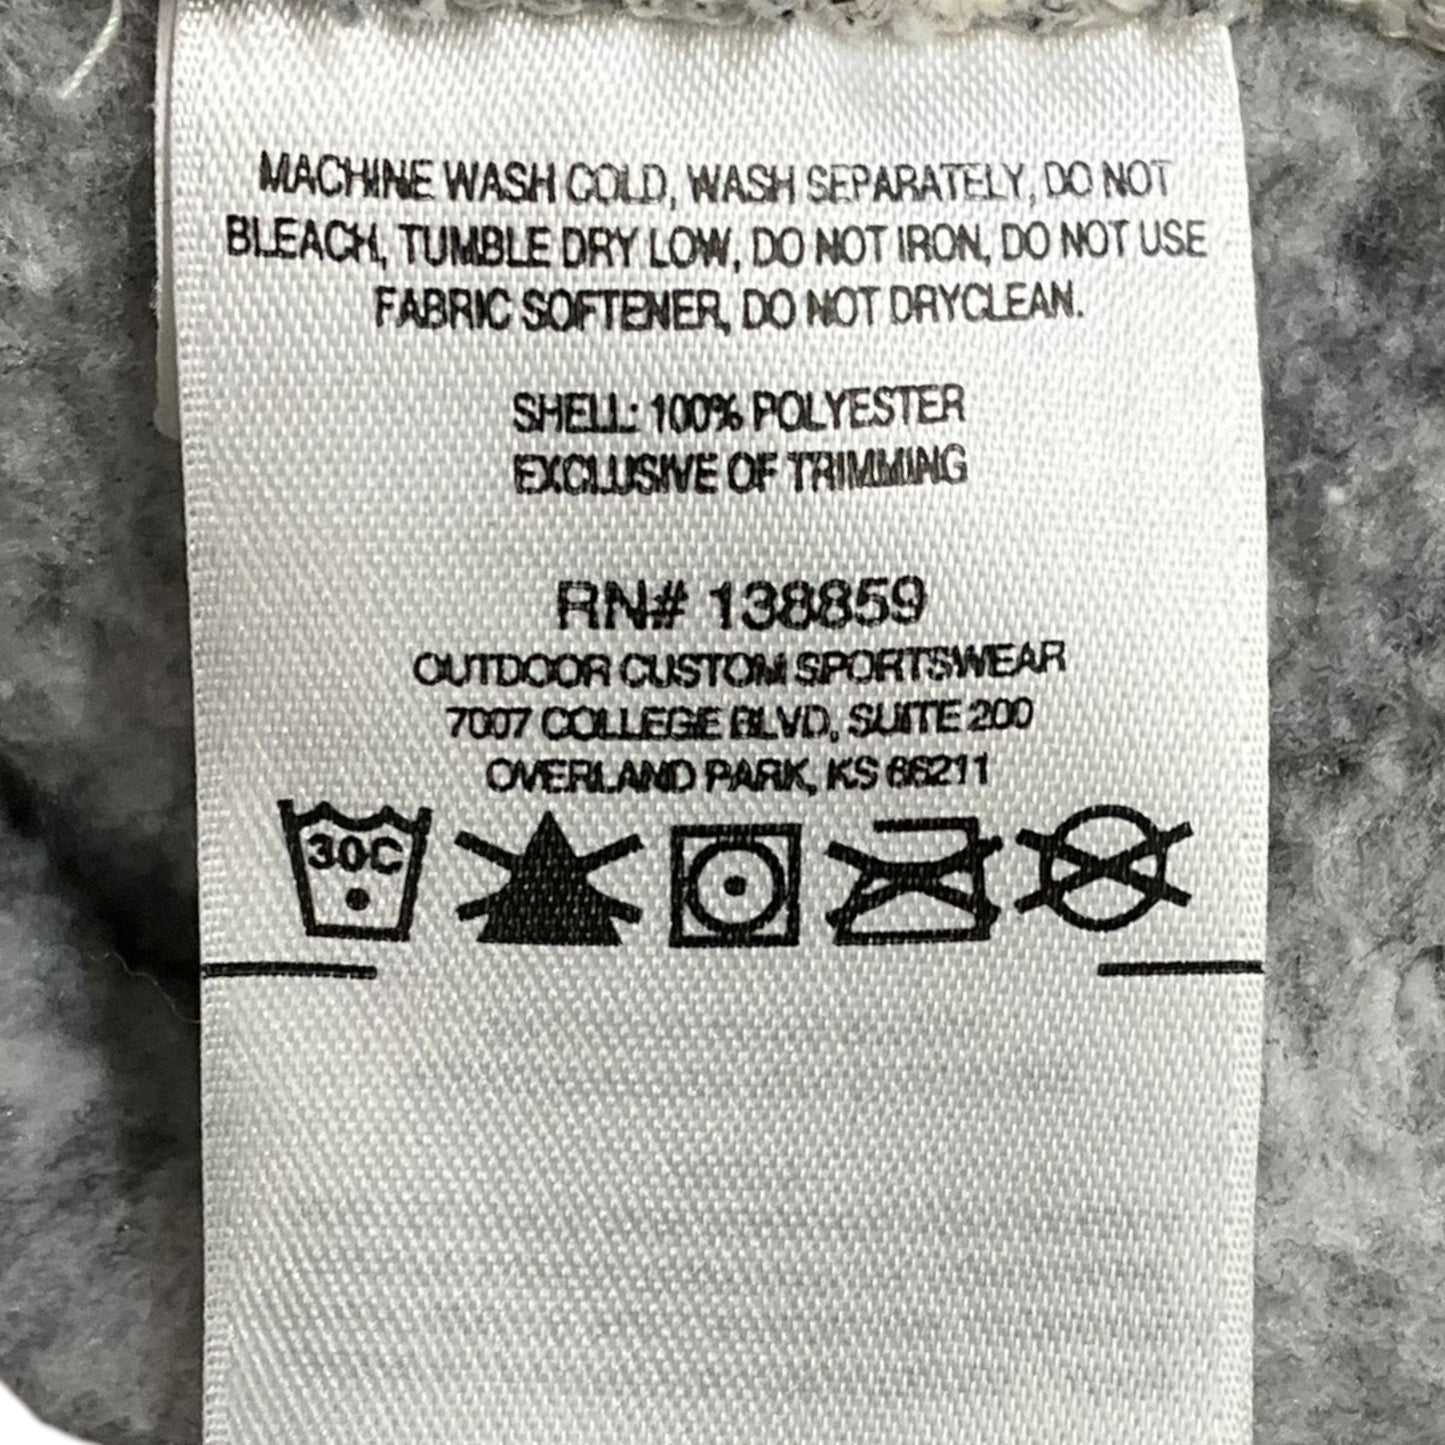 MACHINE WASH COLD, WASH SEPARATELY, DO NOT
BLEACH, TUMBLE DRY LOW, DO NOT IRON, DO NOT USE
FABRIC SOFTENER, DO NOT DRYCLEAN.
SHELL: 100% POLYESTER
EXCLUSIVE OF TRIMMING
RN# 138859
OUTDOOR CUSTOM SPORTSWEAR
7007 COLLEGE BLVD, SUITE 200
OVERLAND PARK, KS 66211
30C